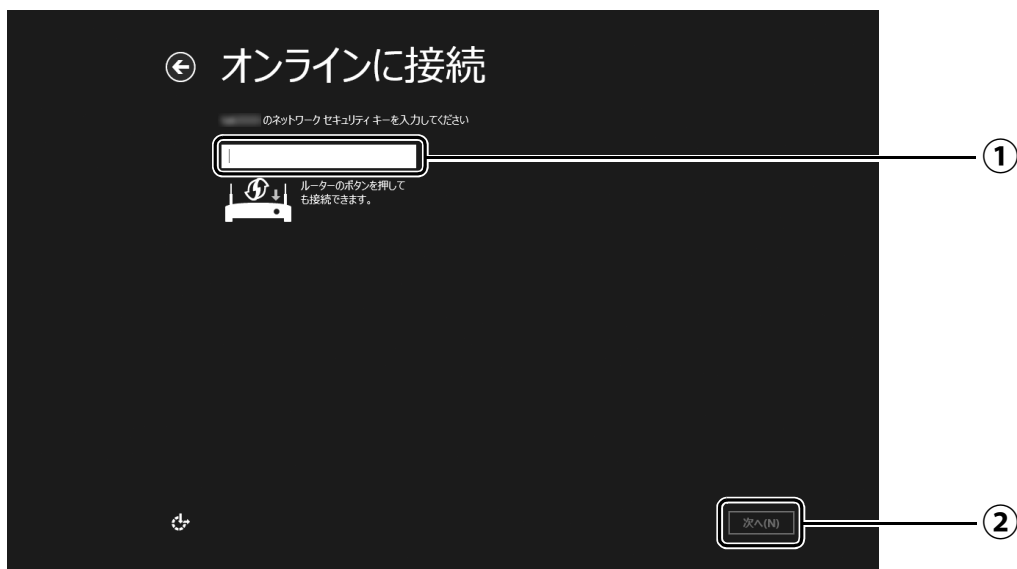 オンラインに接続
のネットワーク セキュリティ キーを入力してください
①
ルーターのボタンを押して
も接続できます。
次へ(N)
②